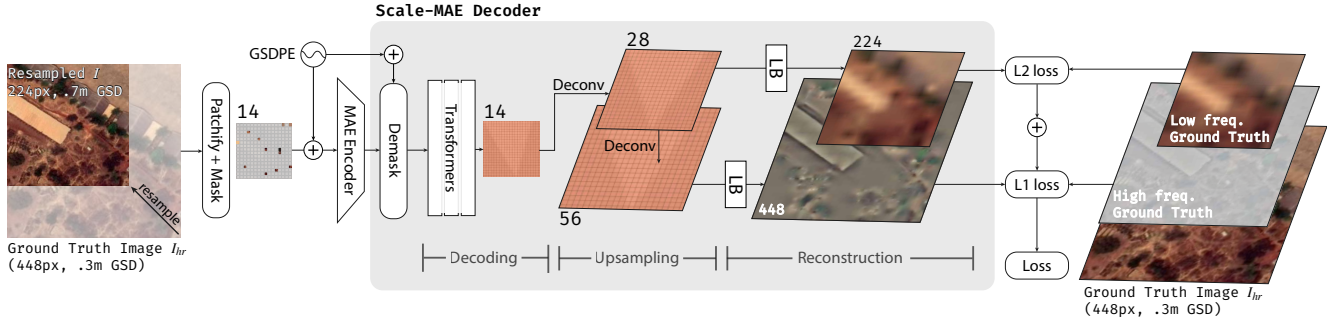 Scale-MAE Decoder
GSDPE
Resampled I
224px, .7m GSD
resample
Ground Truth Image I_hr
(448px, .3m GSD)
Patchify + Mask
14
MAE Encoder
Demask
Transformers
14
Decoding
Deconv
28
Deconv
56
Upsampling
LB
LB
224
448
Reconstruction
L2 loss
L1 loss
Loss
Low freq.
Ground Truth
High freq.
Ground Truth
Ground Truth Image I_hr
(448px, .3m GSD)